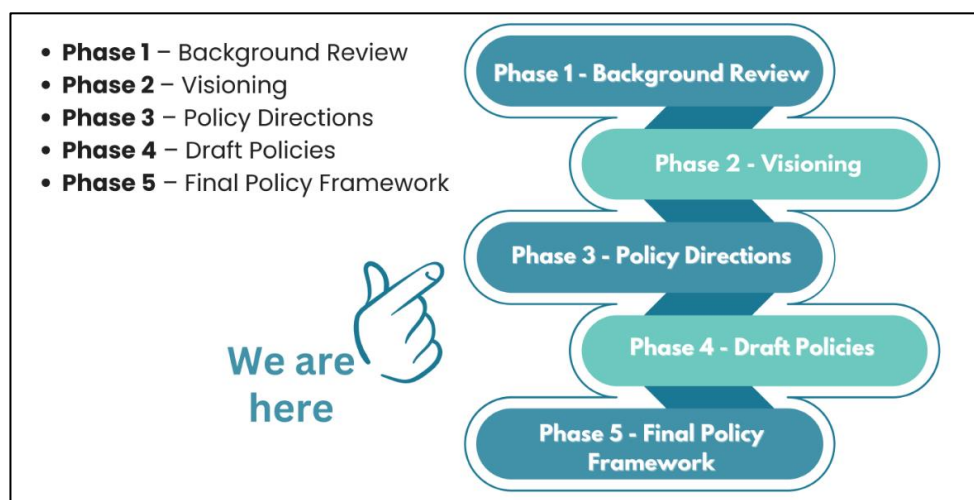 • Phase 1 – Background Review
• Phase 2 – Visioning
• Phase 3 – Policy Directions
• Phase 4 – Draft Policies
• Phase 5 – Final Policy Framework
We are
here
Phase 1 - Background Review
Phase 2 - Visioning
Phase 3 - Policy Directions
Phase 4 - Draft Policies
Phase 5 - Final Policy
Framework